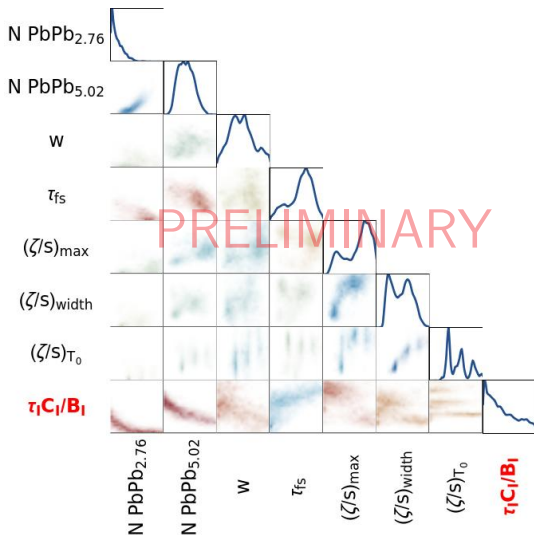 N PbPb2.76
N PbPb5.02
w
τfs
PRELIMINARY
(ζ/s)max
(ζ/s)width
(ζ/s)T0
τICI/BI
N PbPb2.76
N PbPb5.02
w
τfs
(ζ/s)max
(ζ/s)width
(ζ/s)T0
τICI/BI